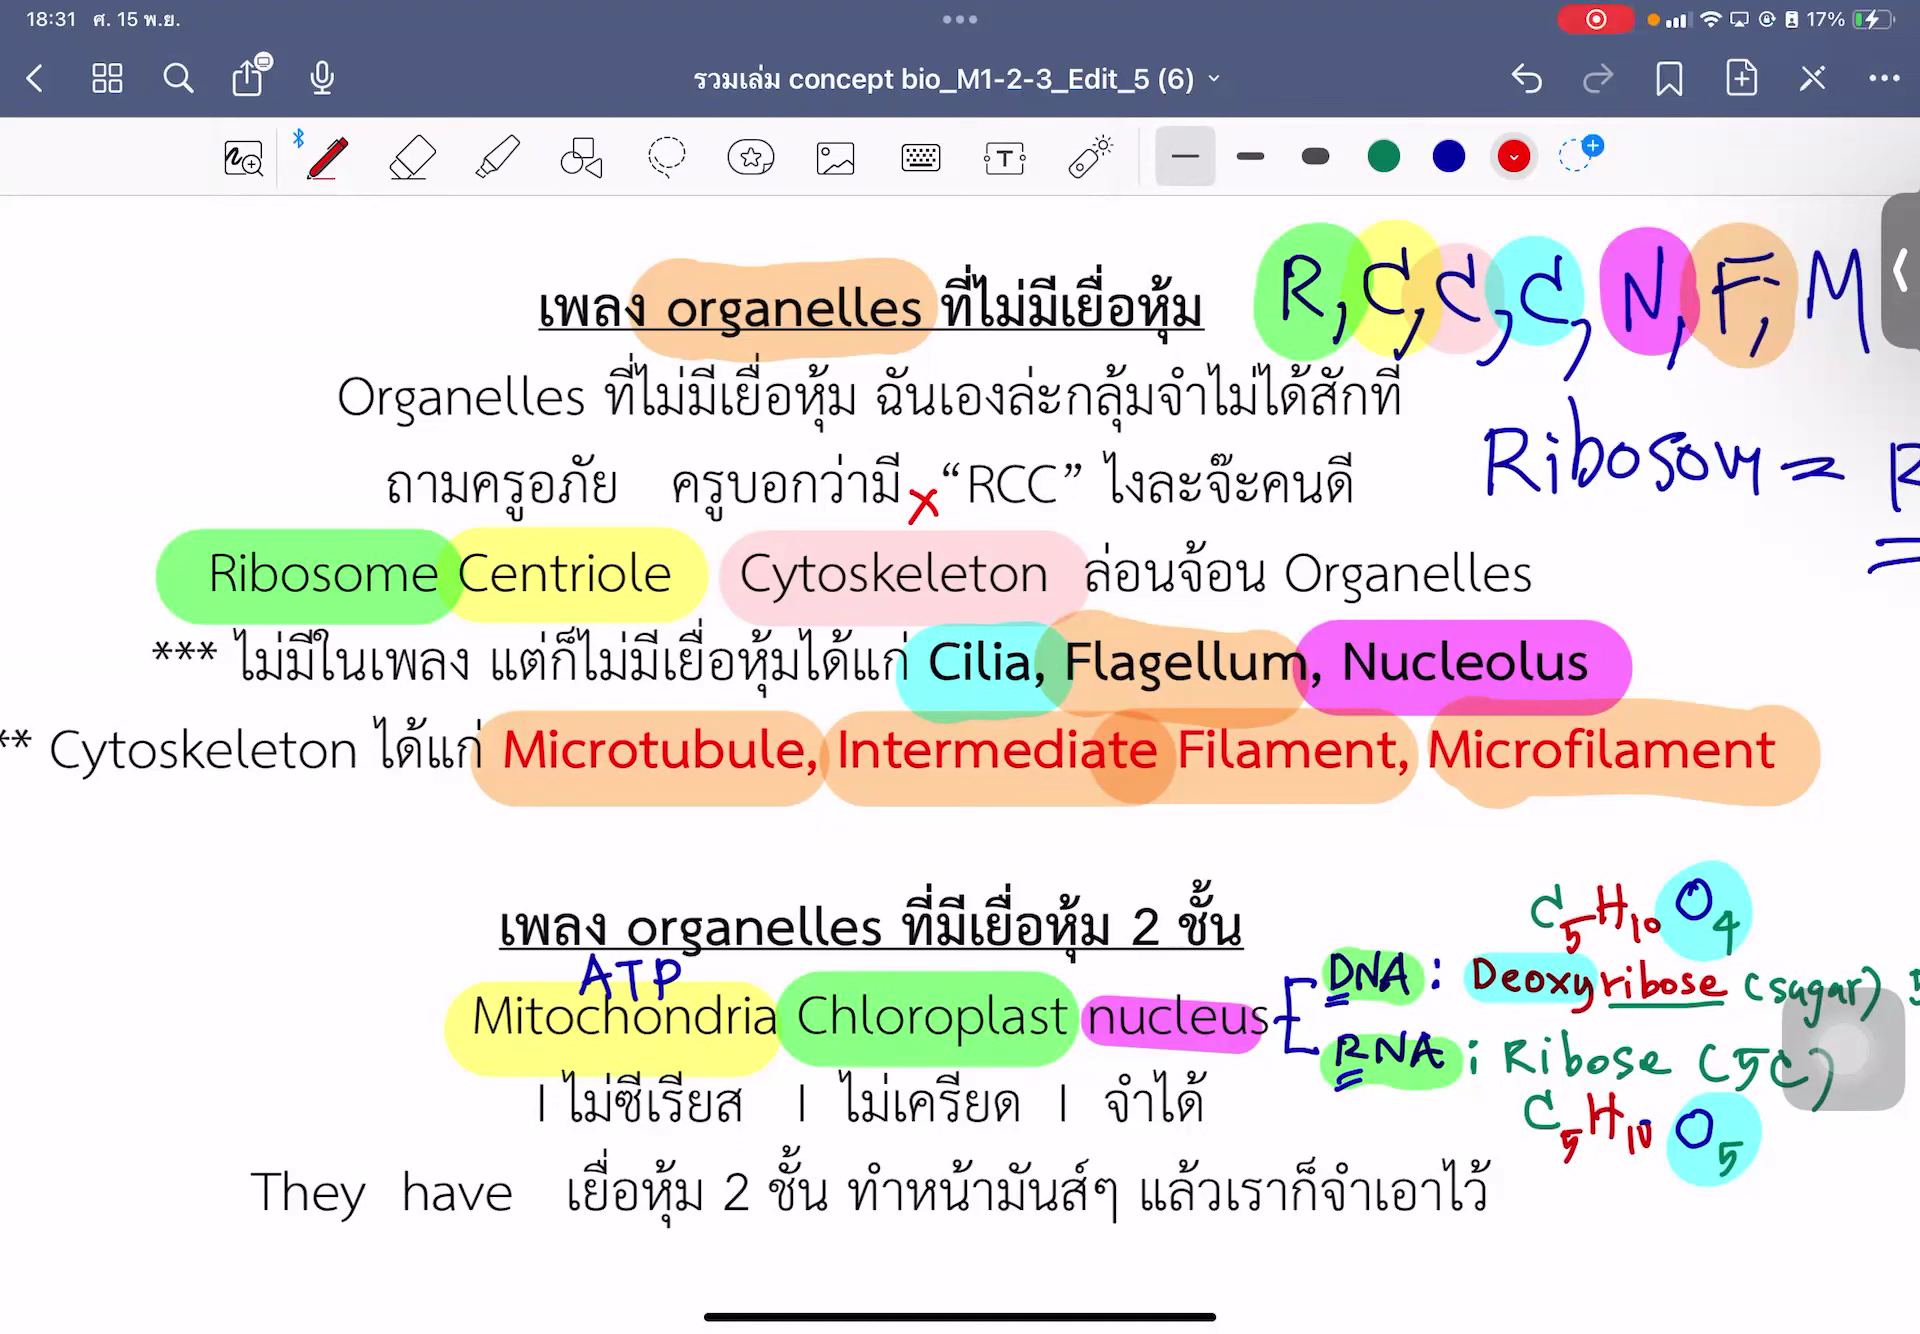 18:31 ศ. 15 พ.ย.
17%
รวมเล่ม concept bio_M1-2-3_Edit_5 (6)
เพลง organelles ที่ไม่มีเยื่อหุ้ม
R, C, C, C, N, F, M
Organelles ที่ไม่มีเยื่อหุ้ม ฉันเองล่ะกลุ้มจำไม่ได้สักที
ถามครูอภัย ครูบอกว่ามี x “RCC” ไงละจ๊ะคนดี
Ribosom =
Ribosome Centriole Cytoskeleton ล่อนจ้อน Organelles
*** ไม่มีในเพลง แต่ก็ไม่มีเยื่อหุ้มได้แก่ Cilia, Flagellum, Nucleolus
** Cytoskeleton ได้แก่ Microtubule, Intermediate Filament, Microfilament
เพลง organelles ที่มีเยื่อหุ้ม 2 ชั้น
C5H10O4
ATP
DNA : Deoxyribose (sugar) 5
Mitochondria Chloroplast nucleus
RNA : Ribose (5C)
C5H10O5
| ไม่ซีเรียส | ไม่เครียด | จำได้
They have เยื่อหุ้ม 2 ชั้น ทำหน้ามันส์ๆ แล้วเราก็จำเอาไว้